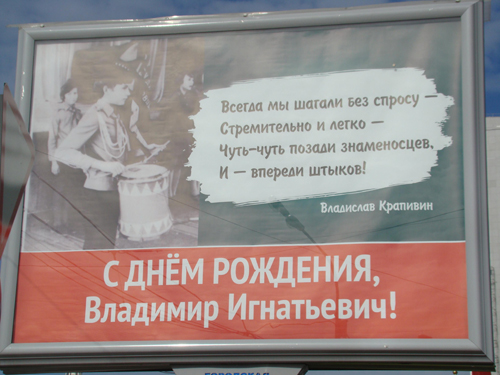 Всегда мы шагали без спросу —
Стремительно и легко —
Чуть-чуть позади знаменосцев,
И — впереди штыков!
Владислав Крапивин
С ДНЁМ РОЖДЕНИЯ,
Владимир Игнатьевич!
ГОРОДСКАЯ